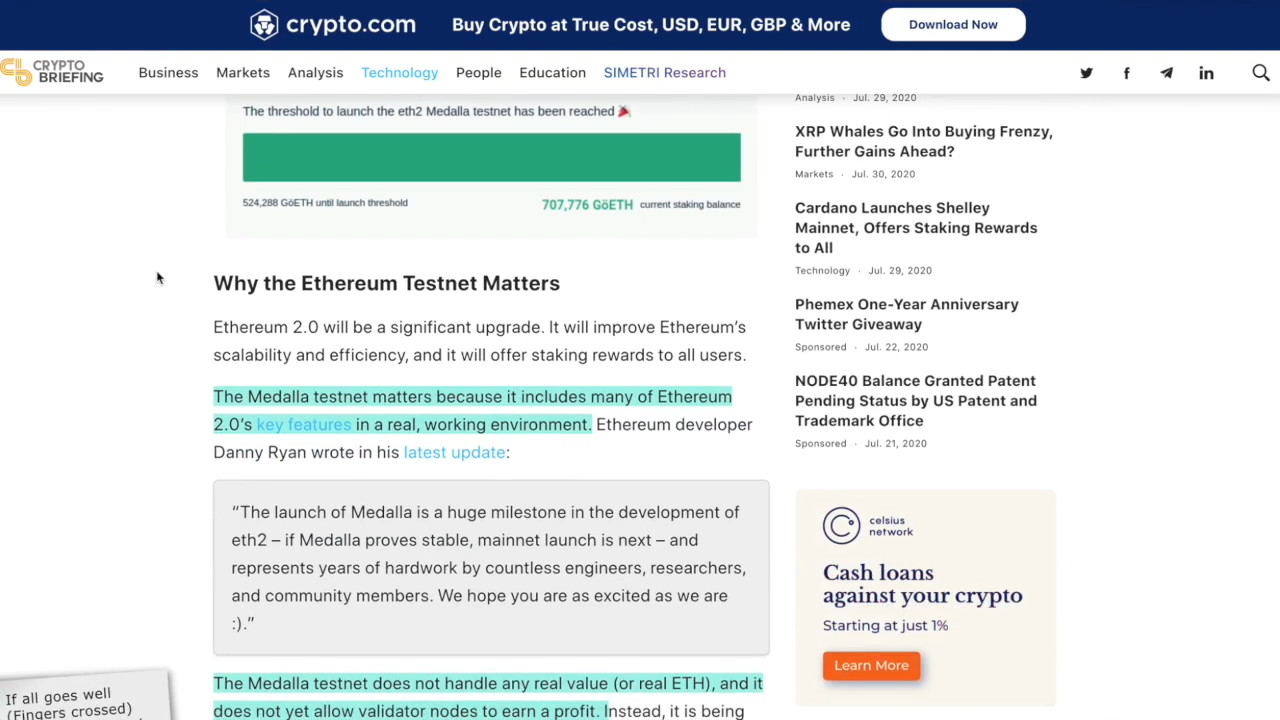 crypto.com
Buy Crypto at True Cost, USD, EUR, GBP & More
Download Now
CRYPTO
BRIEFING
Business Markets Analysis Technology People Education SIMETRI Research
The threshold to launch the eth2 Medalla testnet has been reached 🎉
524,288 GöETH until launch threshold
707,776 GöETH current staking balance
Why the Ethereum Testnet Matters
Ethereum 2.0 will be a significant upgrade. It will improve Ethereum's
scalability and efficiency, and it will offer staking rewards to all users.
The Medalla testnet matters because it includes many of Ethereum
2.0's key features in a real, working environment. Ethereum developer
Danny Ryan wrote in his latest update:
“The launch of Medalla is a huge milestone in the development of
eth2 – if Medalla proves stable, mainnet launch is next – and
represents years of hardwork by countless engineers, researchers,
and community members. We hope you are as excited as we are
:).”
The Medalla testnet does not handle any real value (or real ETH), and it
does not yet allow validator nodes to earn a profit. Instead, it is being
If all goes well
(Fingers crossed)
Analysis · Jul. 29, 2020
XRP Whales Go Into Buying Frenzy,
Further Gains Ahead?
Markets · Jul. 30, 2020
Cardano Launches Shelley
Mainnet, Offers Staking Rewards
to All
Technology · Jul. 29, 2020
Phemex One-Year Anniversary
Twitter Giveaway
Sponsored · Jul. 22, 2020
NODE40 Balance Granted Patent
Pending Status by US Patent and
Trademark Office
Sponsored · Jul. 21, 2020
celsius
network
Cash loans
against your crypto
Starting at just 1%
Learn More